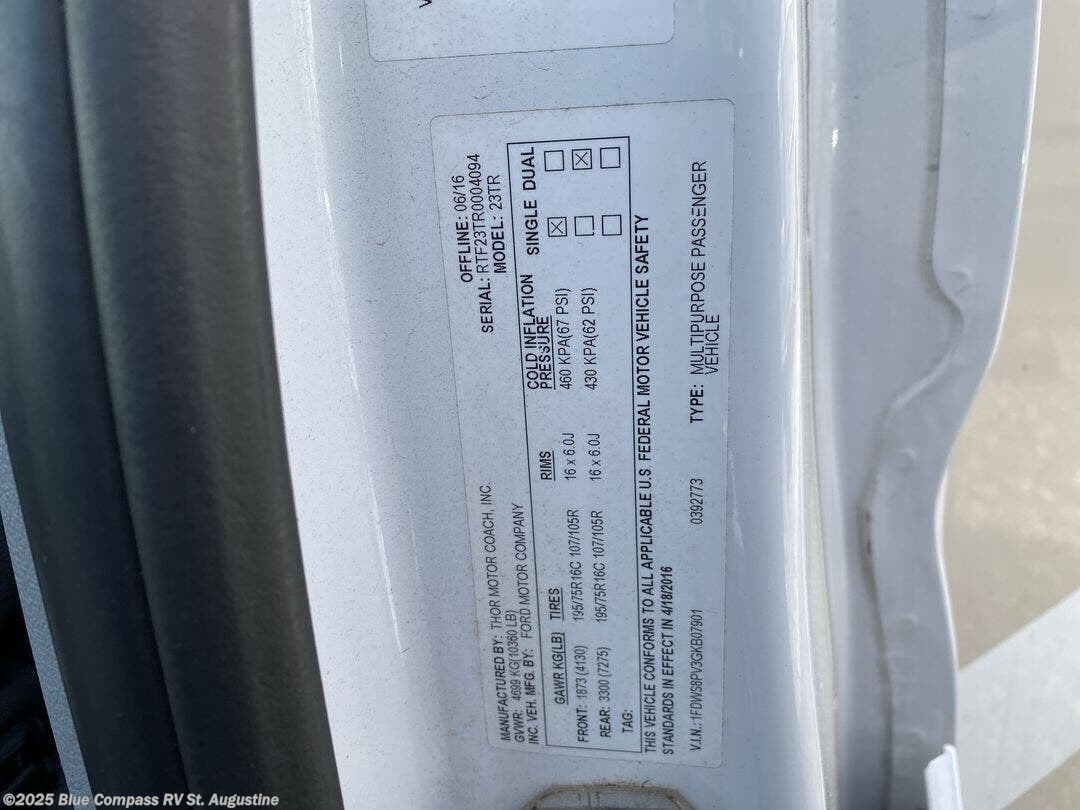 V
OFFLINE: 06/16
SERIAL: RTF23TR0004094
MODEL: 23TR
MANUFACTURED BY: THOR MOTOR COACH, INC.
GVWR: 4699 KG(10360 LB)
INC. VEH. MFG. BY: FORD MOTOR COMPANY
GAWR KG(LB) TIRES RIMS COLD INFLATION PRESSURE SINGLE DUAL
FRONT: 1873 (4130) 195/75R16C 107/105R 16 x 6.0J 460 KPA(67 PSI) ☒ ☐
REAR: 3300 (7275) 195/75R16C 107/105R 16 x 6.0J 430 KPA(62 PSI) ☐ ☒
TAG: ☐ ☐
THIS VEHICLE CONFORMS TO ALL APPLICABLE U.S. FEDERAL MOTOR VEHICLE SAFETY
STANDARDS IN EFFECT IN 4/18/2016
V.I.N.: 1FDWS8PV3GKB07901 0392773 TYPE: MULTIPURPOSE PASSENGER
VEHICLE
©2025 Blue Compass RV St. Augustine